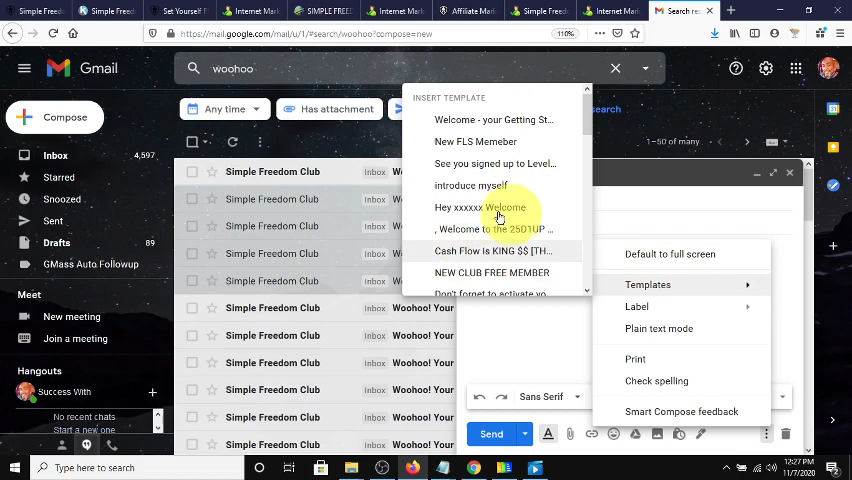 Simple Freed
Simple Freed
Set Yourself F
Internet Mark
SIMPLE FREE
Internet Mark
Affiliate Mark
Simple Freed
Internet Mark
Search re
https://mail.google.com/mail/u/1/#search/woohoo?compose=new
110%
Gmail
woohoo
Compose
Any time
Has attachment
search
Inbox 4,597
Starred
Snoozed
Sent
Drafts 89
GMass Auto Followup
1–50 of many
Simple Freedom Club Inbox
Simple Freedom Club Inbox
Simple Freedom Club Inbox
Simple Freedom Club Inbox
Simple Freedom Club Inbox
Simple Freedom Club Inbox Woohoo! Your
Simple Freedom Club Inbox Woohoo! Your
Simple Freedom Club Inbox Woohoo! Your
Simple Freedom Club Inbox Woohoo! Your
Simple Freedom Club Inbox Woohoo! Your
Simple Freedom Club Inbox Woohoo! Your
INSERT TEMPLATE
Welcome - your Getting St...
New FLS Memeber
See you signed up to Level...
introduce myself
Hey xxxxxx Welcome
, Welcome to the 25D1UP ...
Cash Flow is KING $$ [TH...
NEW CLUB FREE MEMBER
Don't forget to activate yo
Default to full screen
Templates
Label
Plain text mode
Print
Check spelling
Smart Compose feedback
Meet
New meeting
Join a meeting
Hangouts
Success With
No recent chats
Start a new one
Sans Serif
Send
Type here to search
12:27 PM
11/7/2020